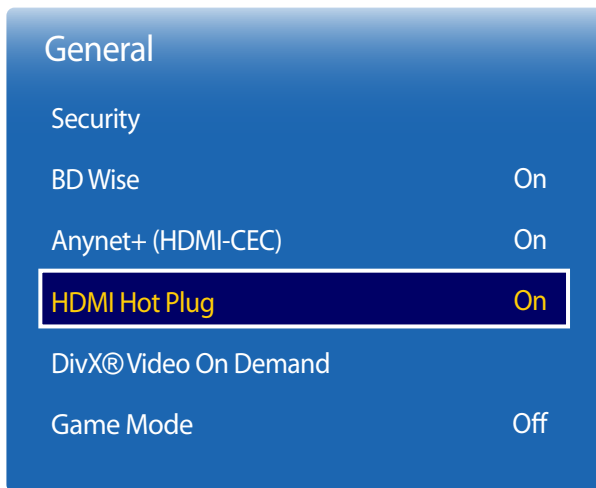 General
Security
BD Wise On
Anynet+ (HDMI-CEC) On
HDMI Hot Plug On
DivX® Video On Demand
Game Mode Off